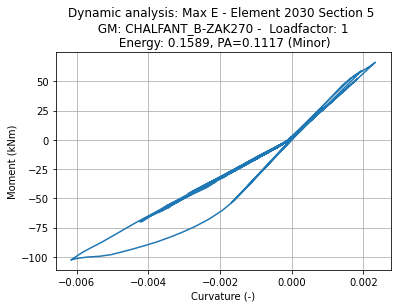 Dynamic analysis: Max E - Element 2030 Section 5
GM: CHALFANT_B-ZAK270 - Loadfactor: 1
Energy: 0.1589, PA=0.1117 (Minor)
Moment (kNm)
50
25
0
−25
−50
−75
−100
−0.006 −0.004 −0.002 0.000 0.002
Curvature (-)